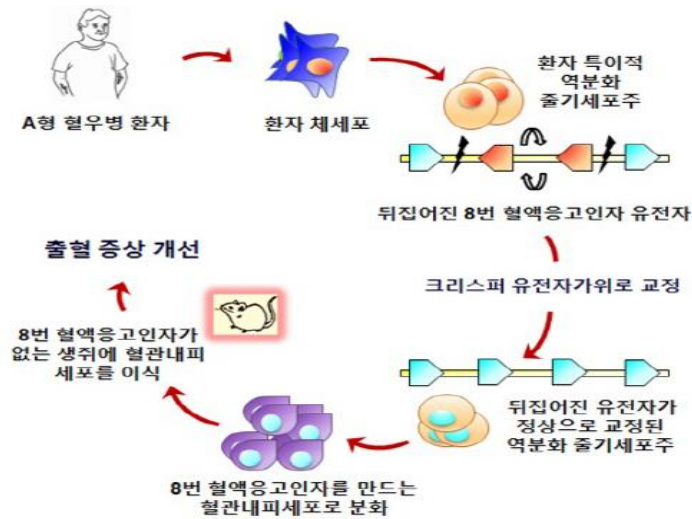 A형 혈우병 환자
환자 체세포
환자 특이적
역분화
줄기세포주
뒤집어진 8번 혈액응고인자 유전자
크리스퍼 유전자가위로 교정
뒤집어진 유전자가
정상으로 교정된
역분화 줄기세포주
8번 혈액응고인자를 만드는
혈관내피세포로 분화
8번 혈액응고인자가
없는 생쥐에 혈관내피
세포를 이식
출혈 증상 개선